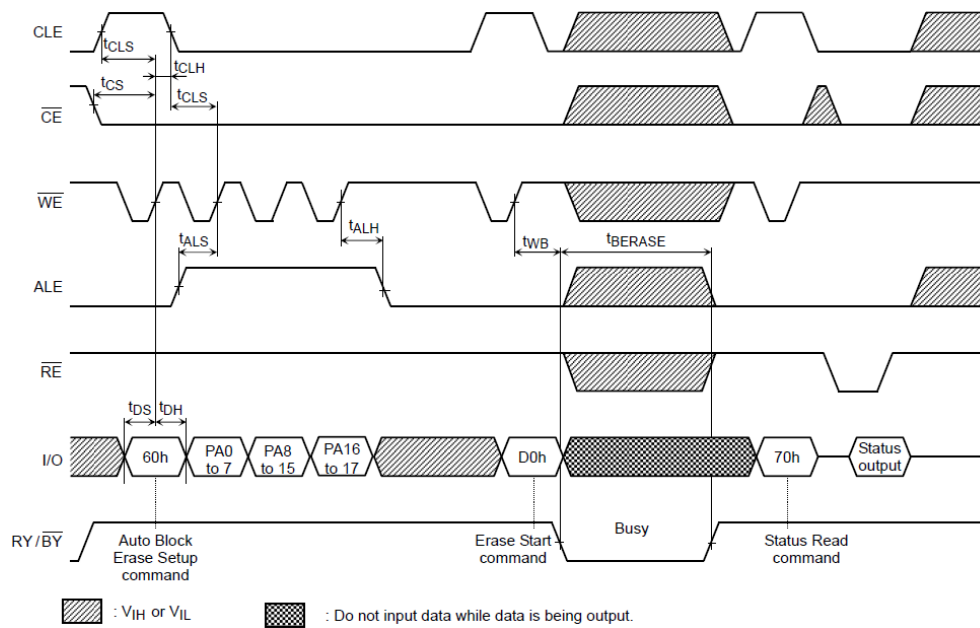 CLE
tCLS
tCLH
tCS
tCLS
CE
WE
tALS
tALH
tWB
tBERASE
ALE
RE
tDS
tDH
I/O
60h
PA0 to 7
PA8 to 15
PA16 to 17
D0h
70h
Status output
RY/BY
Auto Block
Erase Setup
command
Erase Start
command
Busy
Status Read
command
: VIH or VIL
: Do not input data while data is being output.